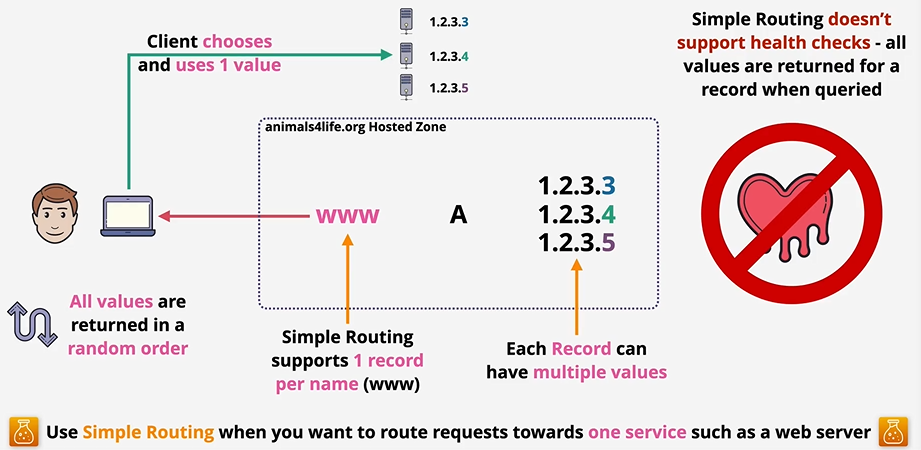 Client chooses
and uses 1 value
1.2.3.3
1.2.3.4
1.2.3.5
Simple Routing doesn’t
support health checks - all
values are returned for a
record when queried
animals4life.org Hosted Zone
www
A
1.2.3.3
1.2.3.4
1.2.3.5
All values are
returned in a
random order
Simple Routing
supports 1 record
per name (www)
Each Record can
have multiple values
Use Simple Routing when you want to route requests towards one service such as a web server